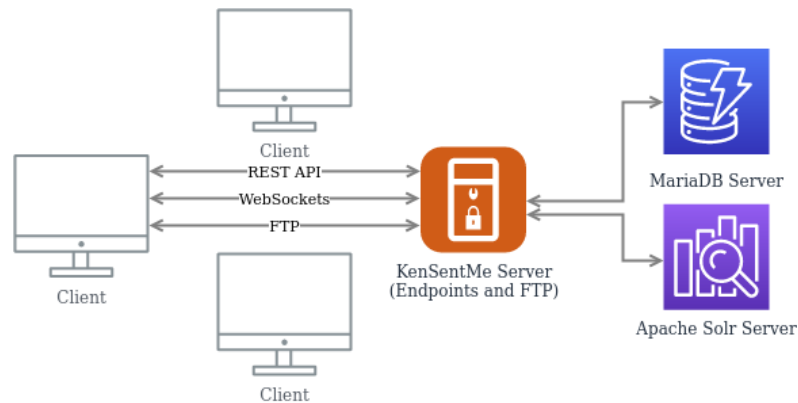 Client
REST API
WebSockets
FTP
Client
Client
KenSentMe Server
(Endpoints and FTP)
MariaDB Server
Apache Solr Server